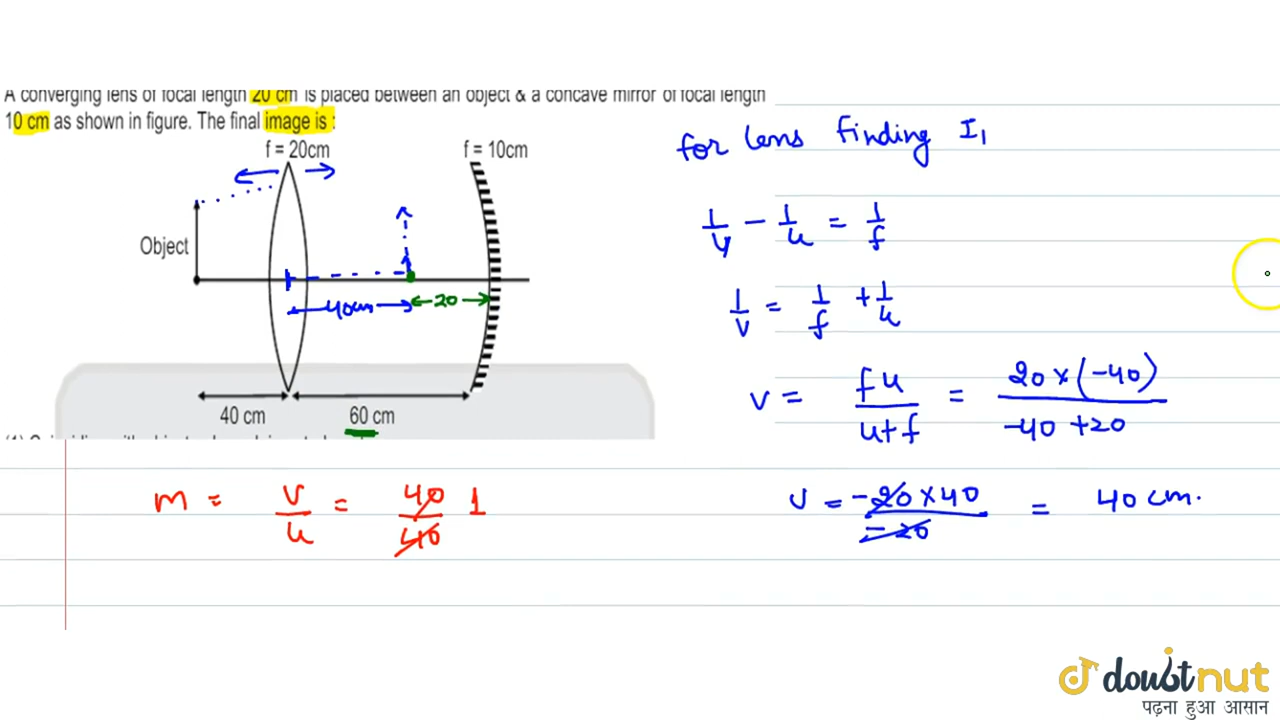 A converging lens of focal length 20 cm is placed between an object & a concave mirror of focal length
10 cm as shown in figure. The final image is :
f = 20cm
f = 10cm
Object
40cm
20
40 cm
60 cm
m = v/u = 40/40 1
for lens finding I₁
1/v - 1/u = 1/f
1/v = 1/f + 1/u
v = fu/u+f = 20×(-40)/-40+20
v = -20×40/-20 = 40 cm.
doubtnut
पढ़ना हुआ आसान